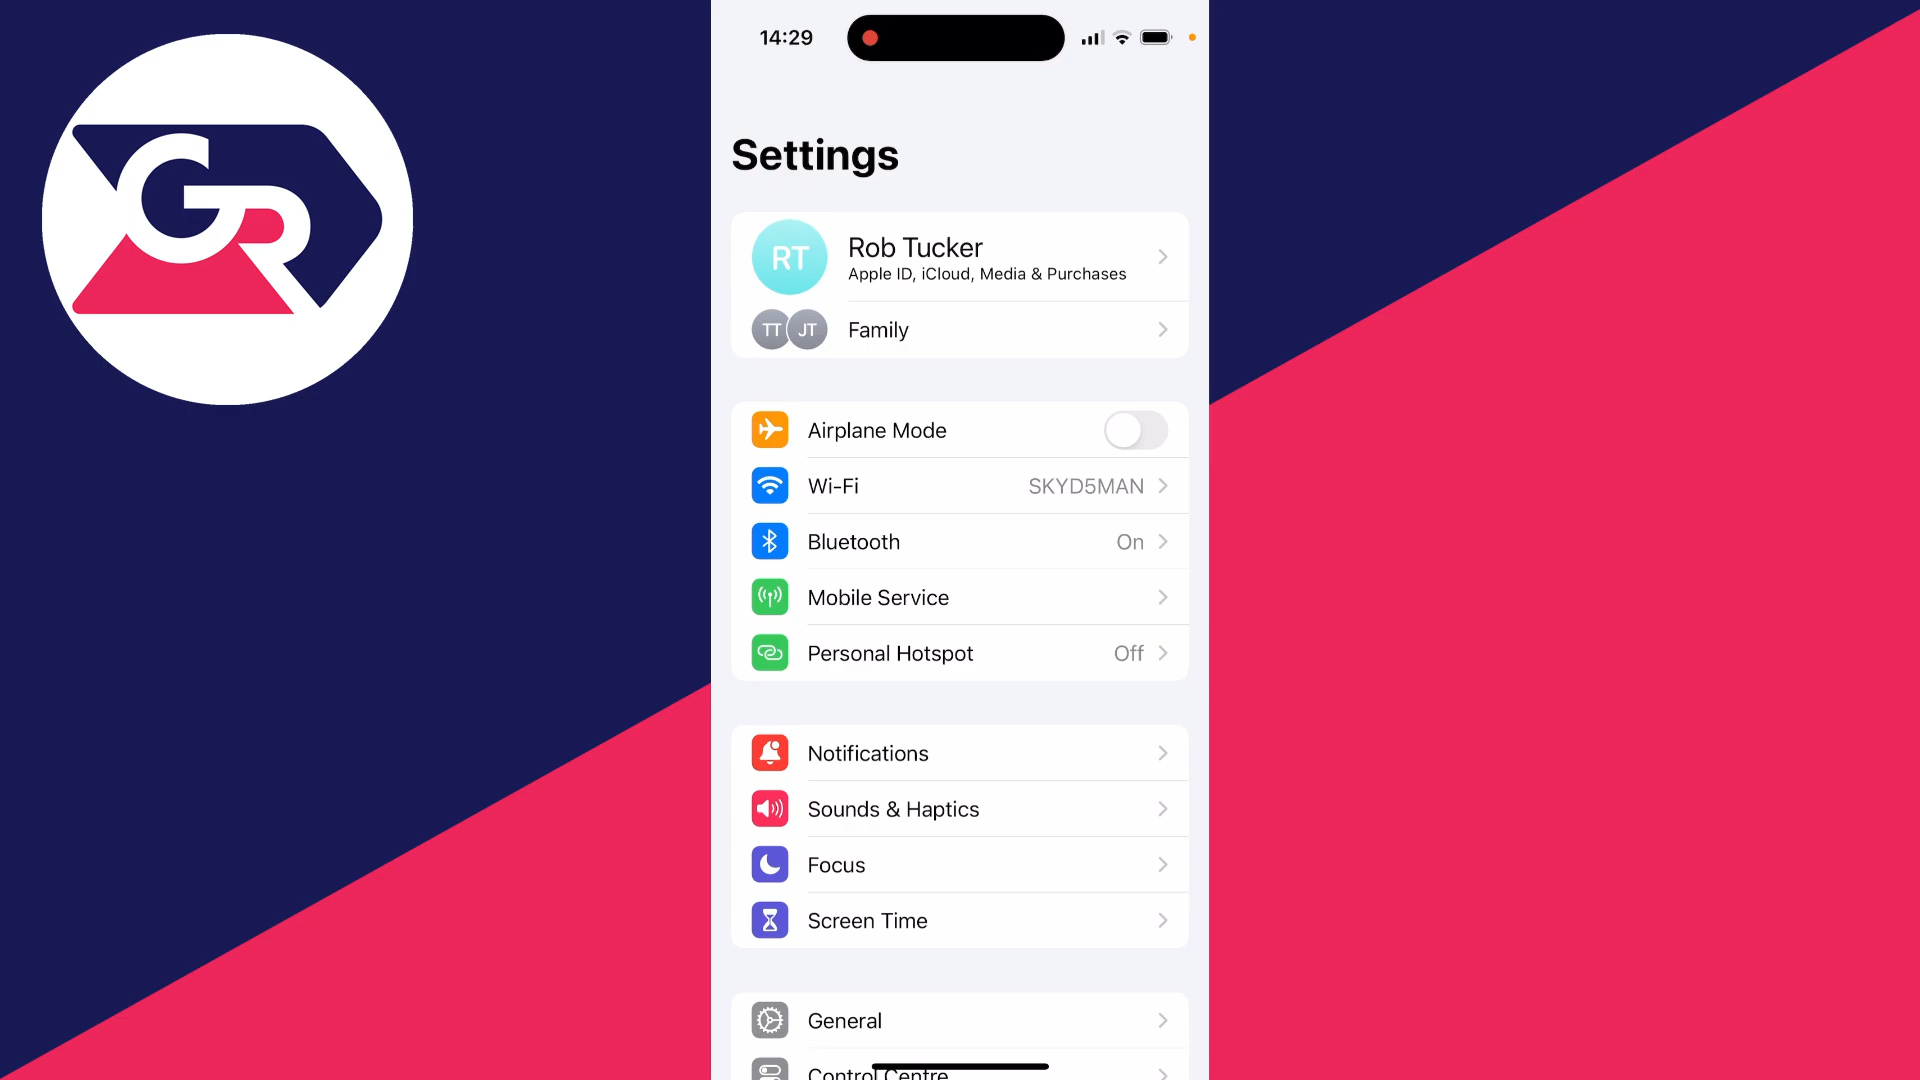 GR
14:29
Settings
RT
Rob Tucker
Apple ID, iCloud, Media & Purchases
TT
JT
Family
Airplane Mode
Wi-Fi SKYD5MAN
Bluetooth On
Mobile Service
Personal Hotspot Off
Notifications
Sounds & Haptics
Focus
Screen Time
General
Control Centre